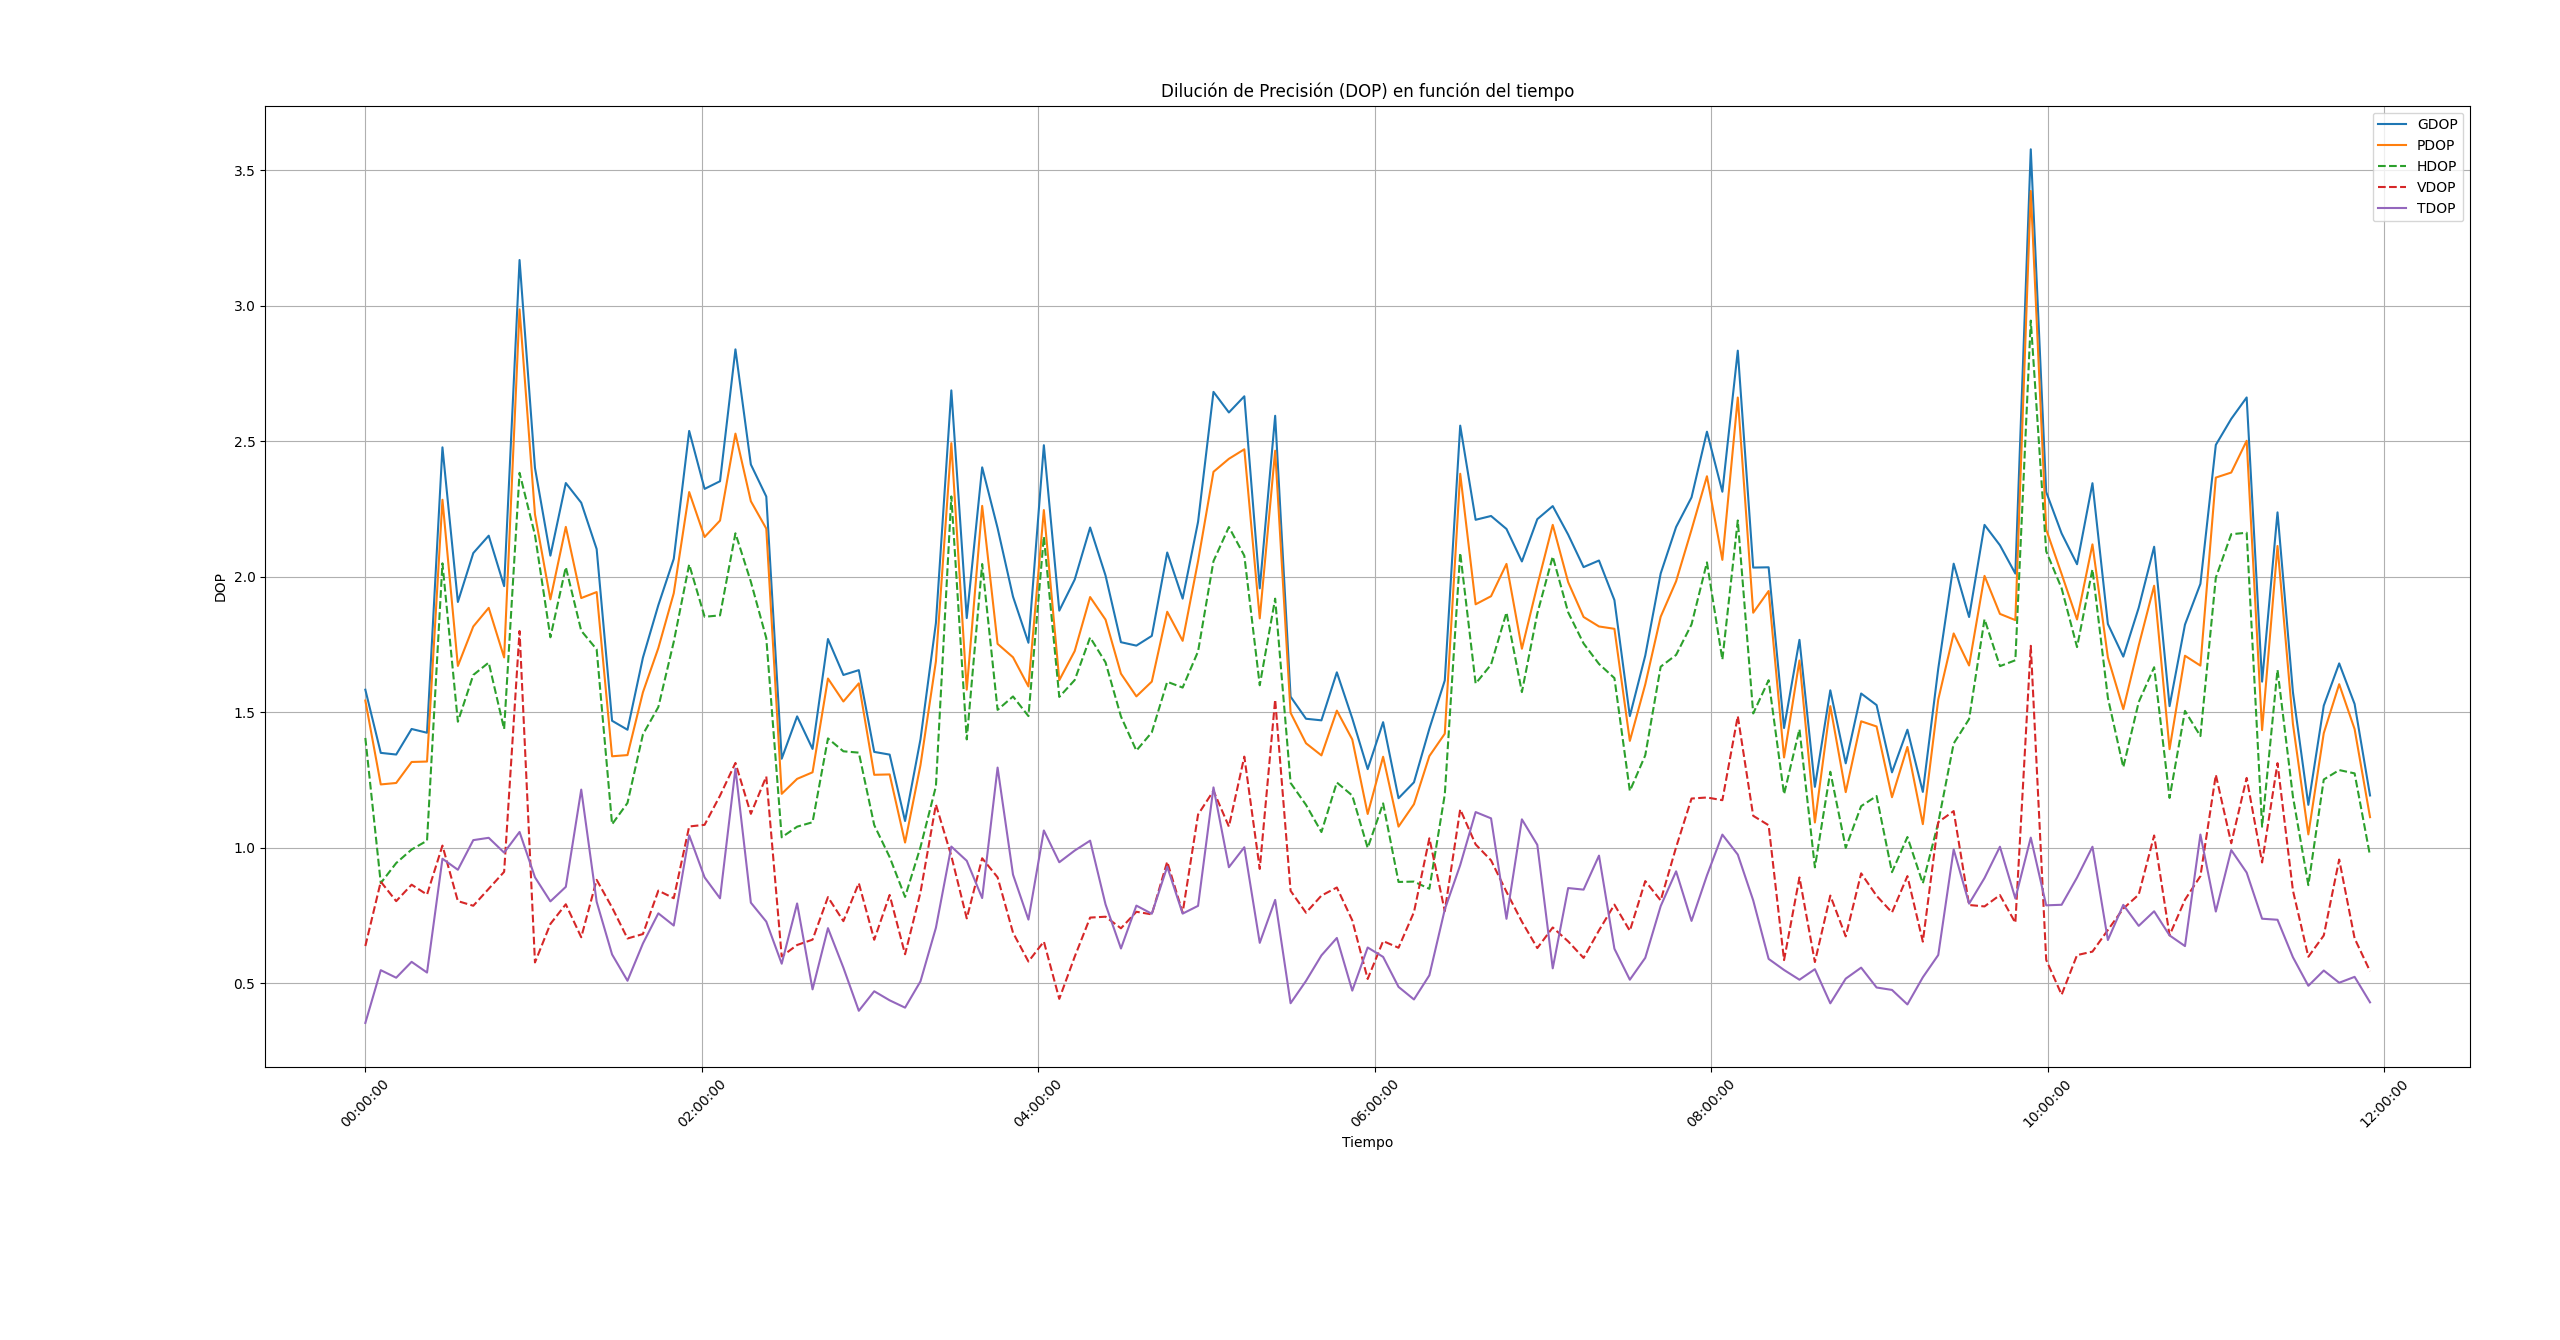 Dilución de Precisión (DOP) en función del tiempo
GDOP
PDOP
HDOP
VDOP
TDOP
3.5
3.0
2.5
2.0
1.5
1.0
0.5
DOP
00:00:00
02:00:00
04:00:00
06:00:00
08:00:00
10:00:00
12:00:00
Tiempo